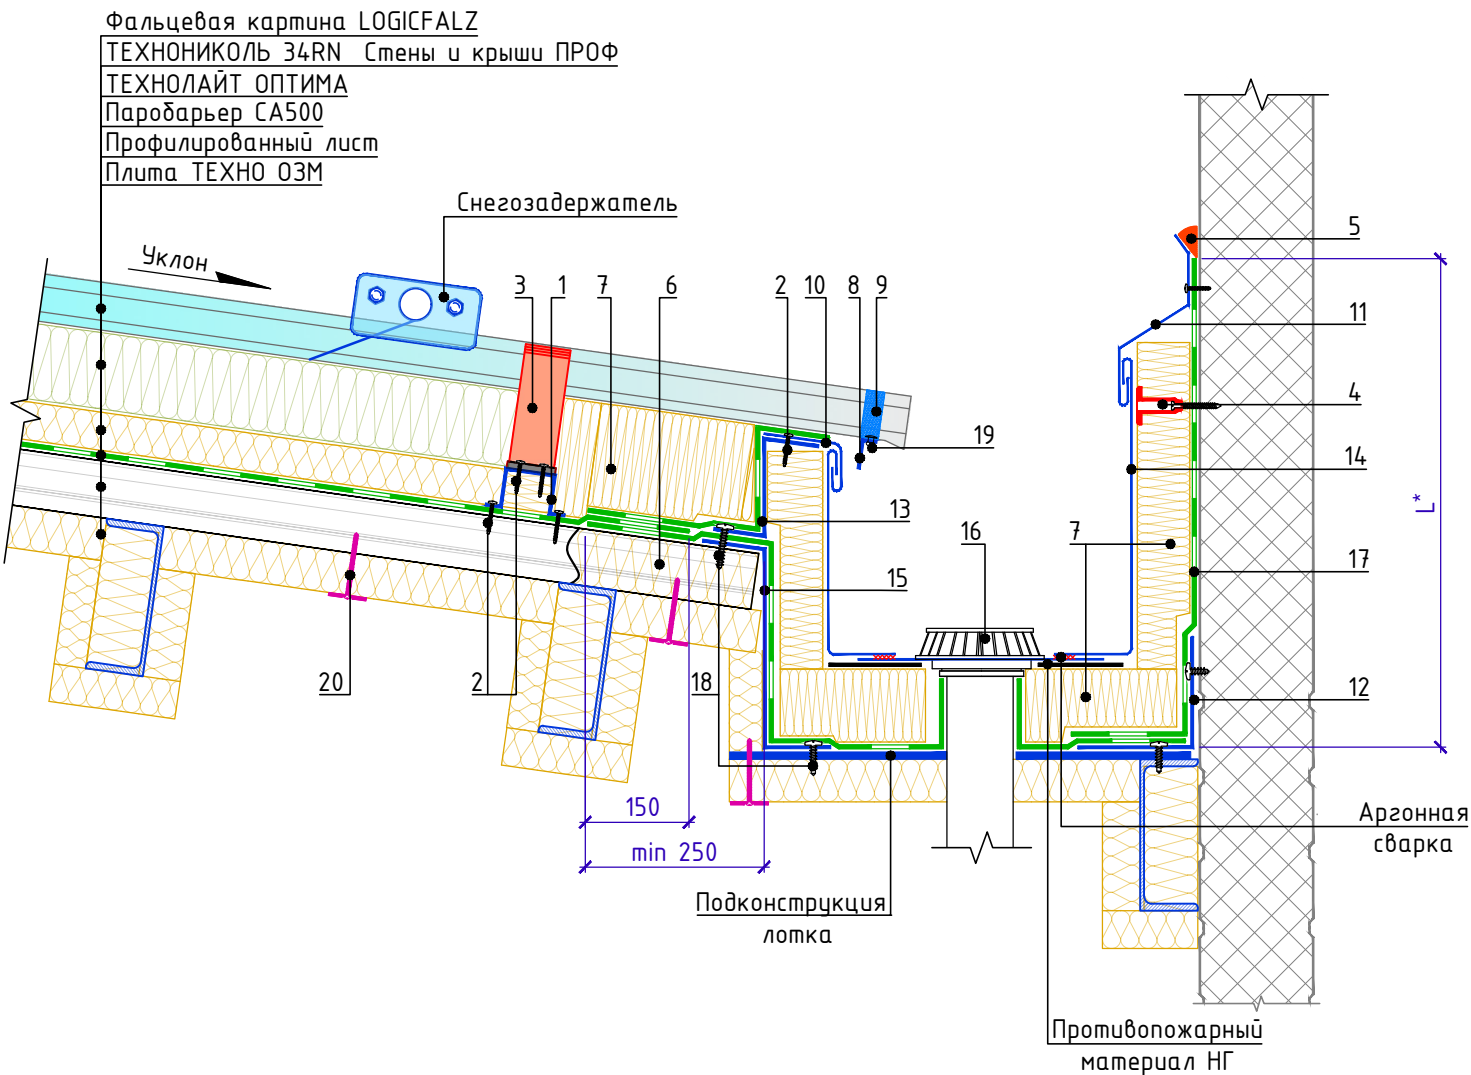 Фальцевая картина LOGICFALZ
ТЕХНОНИКОЛЬ 34RN Стены и крыши ПРОФ
ТЕХНОЛАЙТ ОПТИМА
Паробарьер СА500
Профилированный лист
Плита ТЕХНО ОЗМ
Снегозадержатель
Уклон
3 1 7 6 2 10 8 9
5
11
4
19
14
L*
13
16
7
17
15
20
2
18
12
150
min 250
Аргонная
сварка
Подконструкция
лотка
Противопожарный
материал НГ